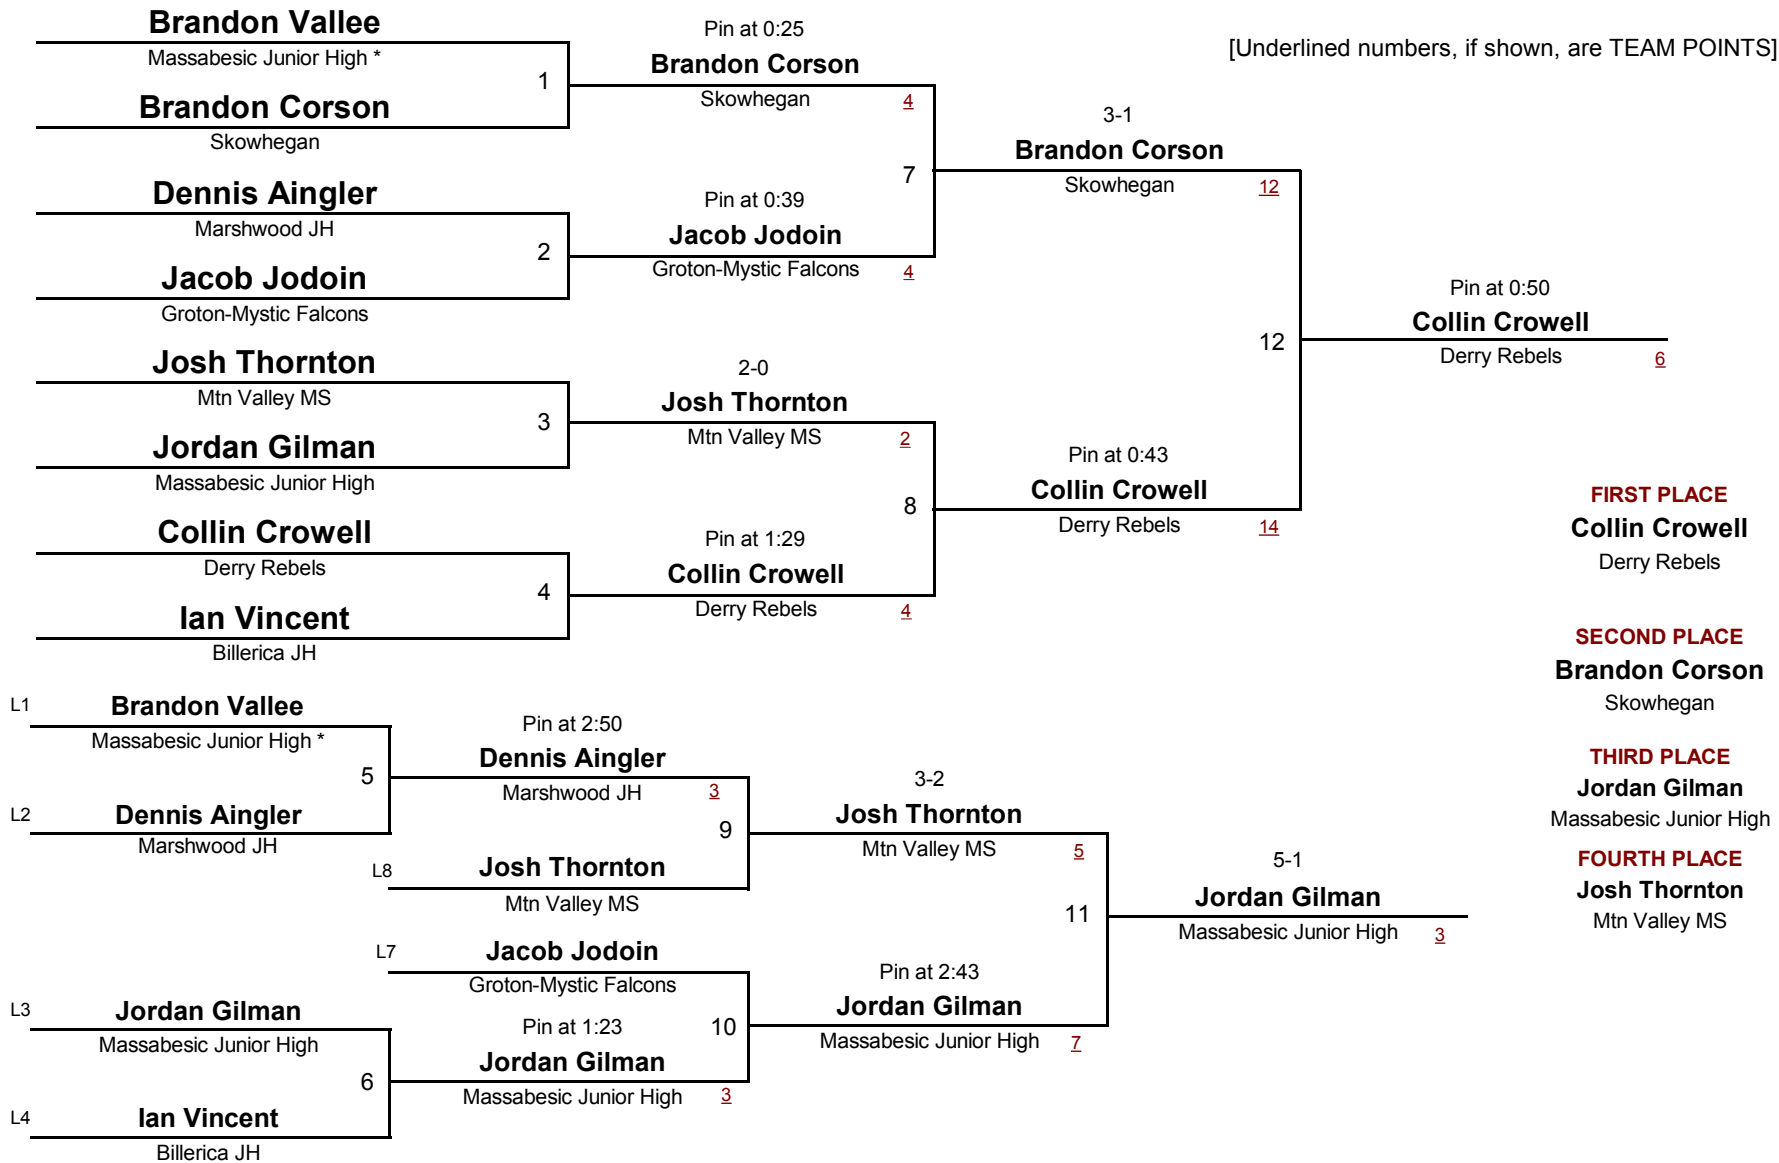 Brandon Vallee
Massabesic Junior High *
1
Brandon Corson
Skowhegan
Dennis Aingler
Marshwood JH
2
Jacob Jodoin
Groton-Mystic Falcons
Josh Thornton
Mtn Valley MS
3
Jordan Gilman
Massabesic Junior High
Collin Crowell
Derry Rebels
4
Ian Vincent
Billerica JH
Pin at 0:25
Brandon Corson
Skowhegan 4
7
Pin at 0:39
Jacob Jodoin
Groton-Mystic Falcons 4
2-0
Josh Thornton
Mtn Valley MS 2
8
Pin at 1:29
Collin Crowell
Derry Rebels 4
[Underlined numbers, if shown, are TEAM POINTS]
3-1
Brandon Corson
Skowhegan 12
12
Pin at 0:43
Collin Crowell
Derry Rebels 14
Pin at 0:50
Collin Crowell
Derry Rebels 6
L1 Brandon Vallee
Massabesic Junior High *
5
L2 Dennis Aingler
Marshwood JH
Pin at 2:50
Dennis Aingler
Marshwood JH 3
9
L8 Josh Thornton
Mtn Valley MS
L7 Jacob Jodoin
Groton-Mystic Falcons
10
L3 Jordan Gilman
Massabesic Junior High
6
L4 Ian Vincent
Billerica JH
Pin at 1:23
Jordan Gilman
Massabesic Junior High 3
3-2
Josh Thornton
Mtn Valley MS 5
11
Pin at 2:43
Jordan Gilman
Massabesic Junior High 7
5-1
Jordan Gilman
Massabesic Junior High 3
FIRST PLACE
Collin Crowell
Derry Rebels
SECOND PLACE
Brandon Corson
Skowhegan
THIRD PLACE
Jordan Gilman
Massabesic Junior High
FOURTH PLACE
Josh Thornton
Mtn Valley MS